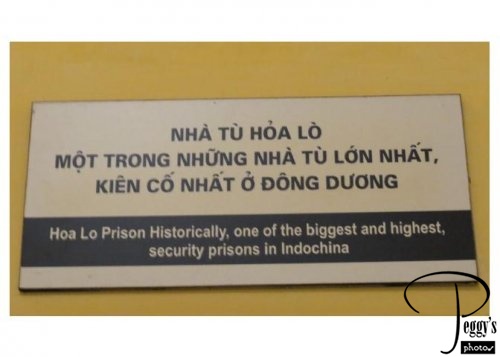 NHÀ TÙ HỎA LÒ
MỘT TRONG NHỮNG NHÀ TÙ LỚN NHẤT,
KIÊN CỐ NHẤT Ở ĐÔNG DƯƠNG
Hoa Lo Prison Historically, one of the biggest and highest,
security prisons in Indochina
Peggy's
photos